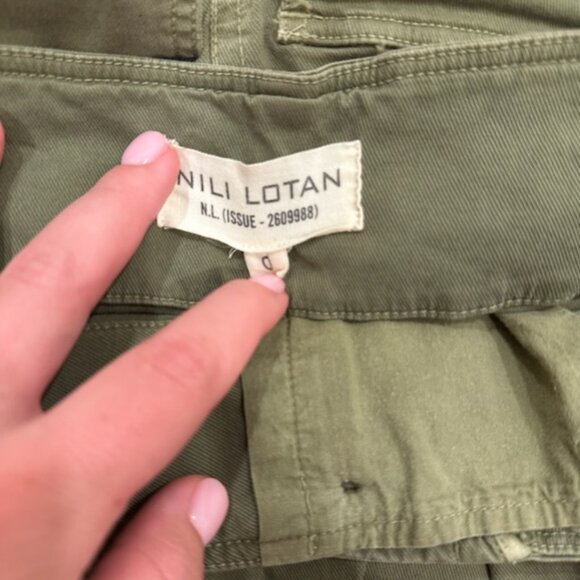 NILI LOTAN
N.L. (ISSUE - 2609988)
0